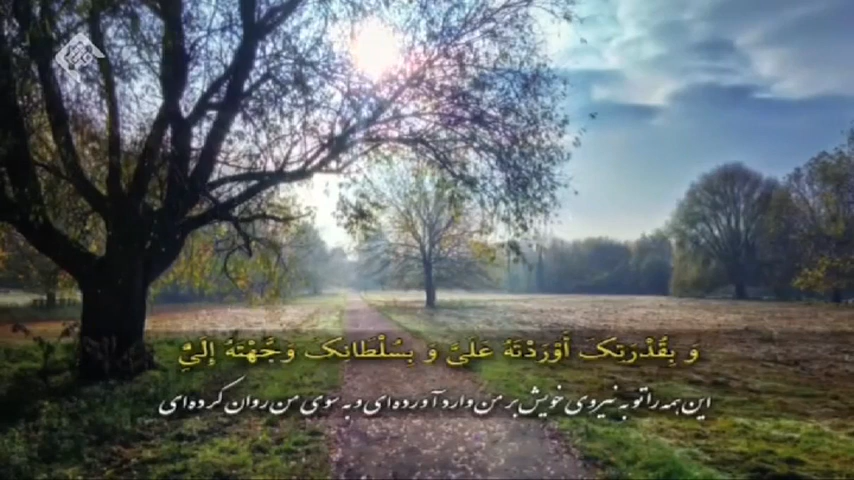 وَ بِقُدْرَتِکَ أَوْرَدْتَهُ عَلَیَّ وَ بِسُلْطَانِکَ وَجَّهْتَهُ إِلَیَّ
این همه را تو به نیروی خویش بر من وارد آورده‌ای و به سوی من روان کرده‌ای